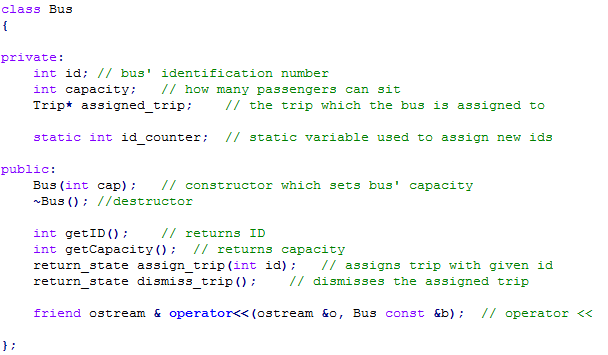 class Bus
{
private:
int id; // bus' identification number
int capacity; // how many passengers can sit
Trip* assigned_trip; // the trip which the bus is assigned to
static int id_counter; // static variable used to assign new ids
public:
Bus(int cap); // constructor which sets bus' capacity
~Bus(); //destructor
int getID(); // returns ID
int getCapacity(); // returns capacity
return_state assign_trip(int id); // assigns trip with given id
return_state dismiss_trip(); // dismisses the assigned trip
friend ostream & operator<<(ostream &o, Bus const &b); // operator <<
};